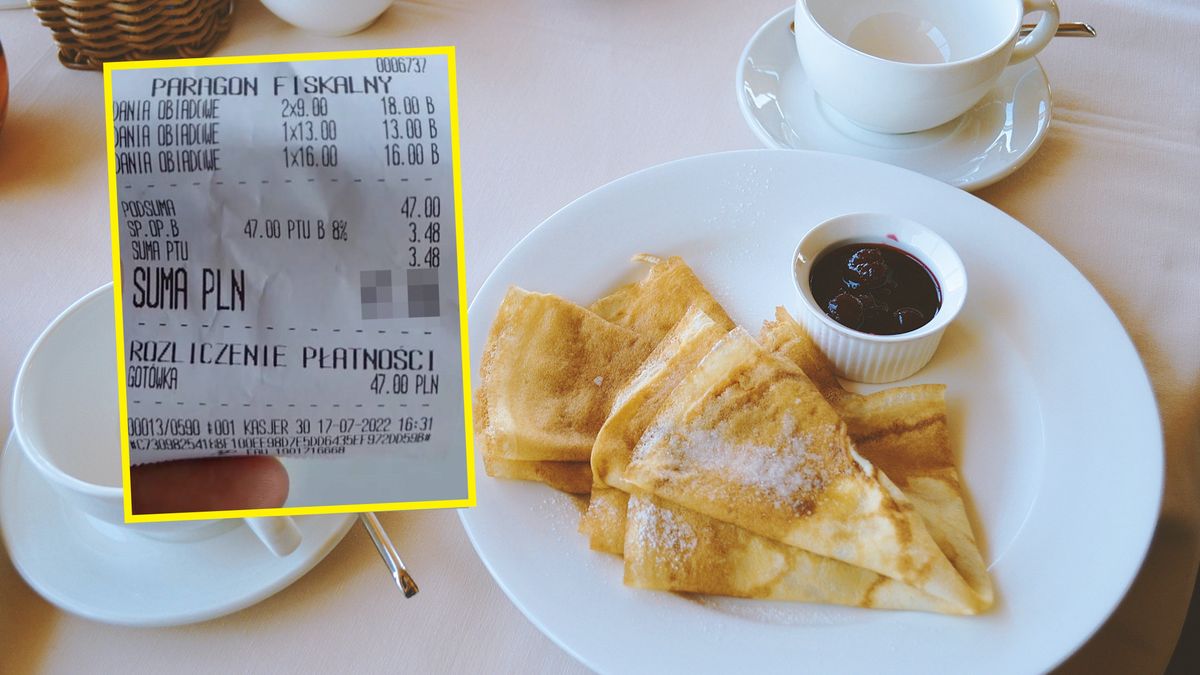 0006737
PARAGON FISKALNY
DANIA OBIADOWE 2x9.00 18.00 B
DANIA OBIADOWE 1x13.00 13.00 B
DANIA OBIADOWE 1x16.00 16.00 B
PODSUMA 47.00
SP.OP.B 47.00 PTU B 8% 3.48
SUMA PTU 3.48
SUMA PLN
ROZLICZENIE PŁATNOŚCI
GOTÓWKA 47.00 PLN
00013/0590 #001 KASJER 30 17-07-2022 16:31